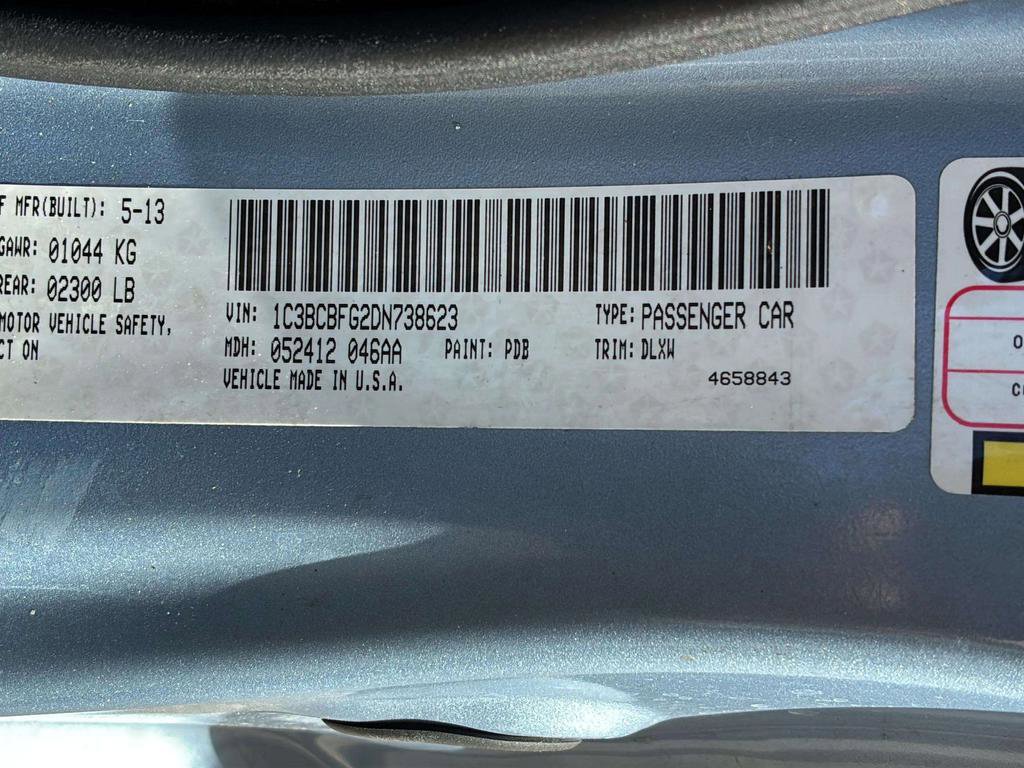 F MFR(BUILT): 5-13
GAWR: 01044 KG
REAR: 02300 LB
MOTOR VEHICLE SAFETY,
CT ON
VIN: 1C3BCBFG2DN738623 TYPE: PASSENGER CAR
MDH: 052412 046AA PAINT: PDB TRIM: DLXW
VEHICLE MADE IN U.S.A. 4658843
O
C